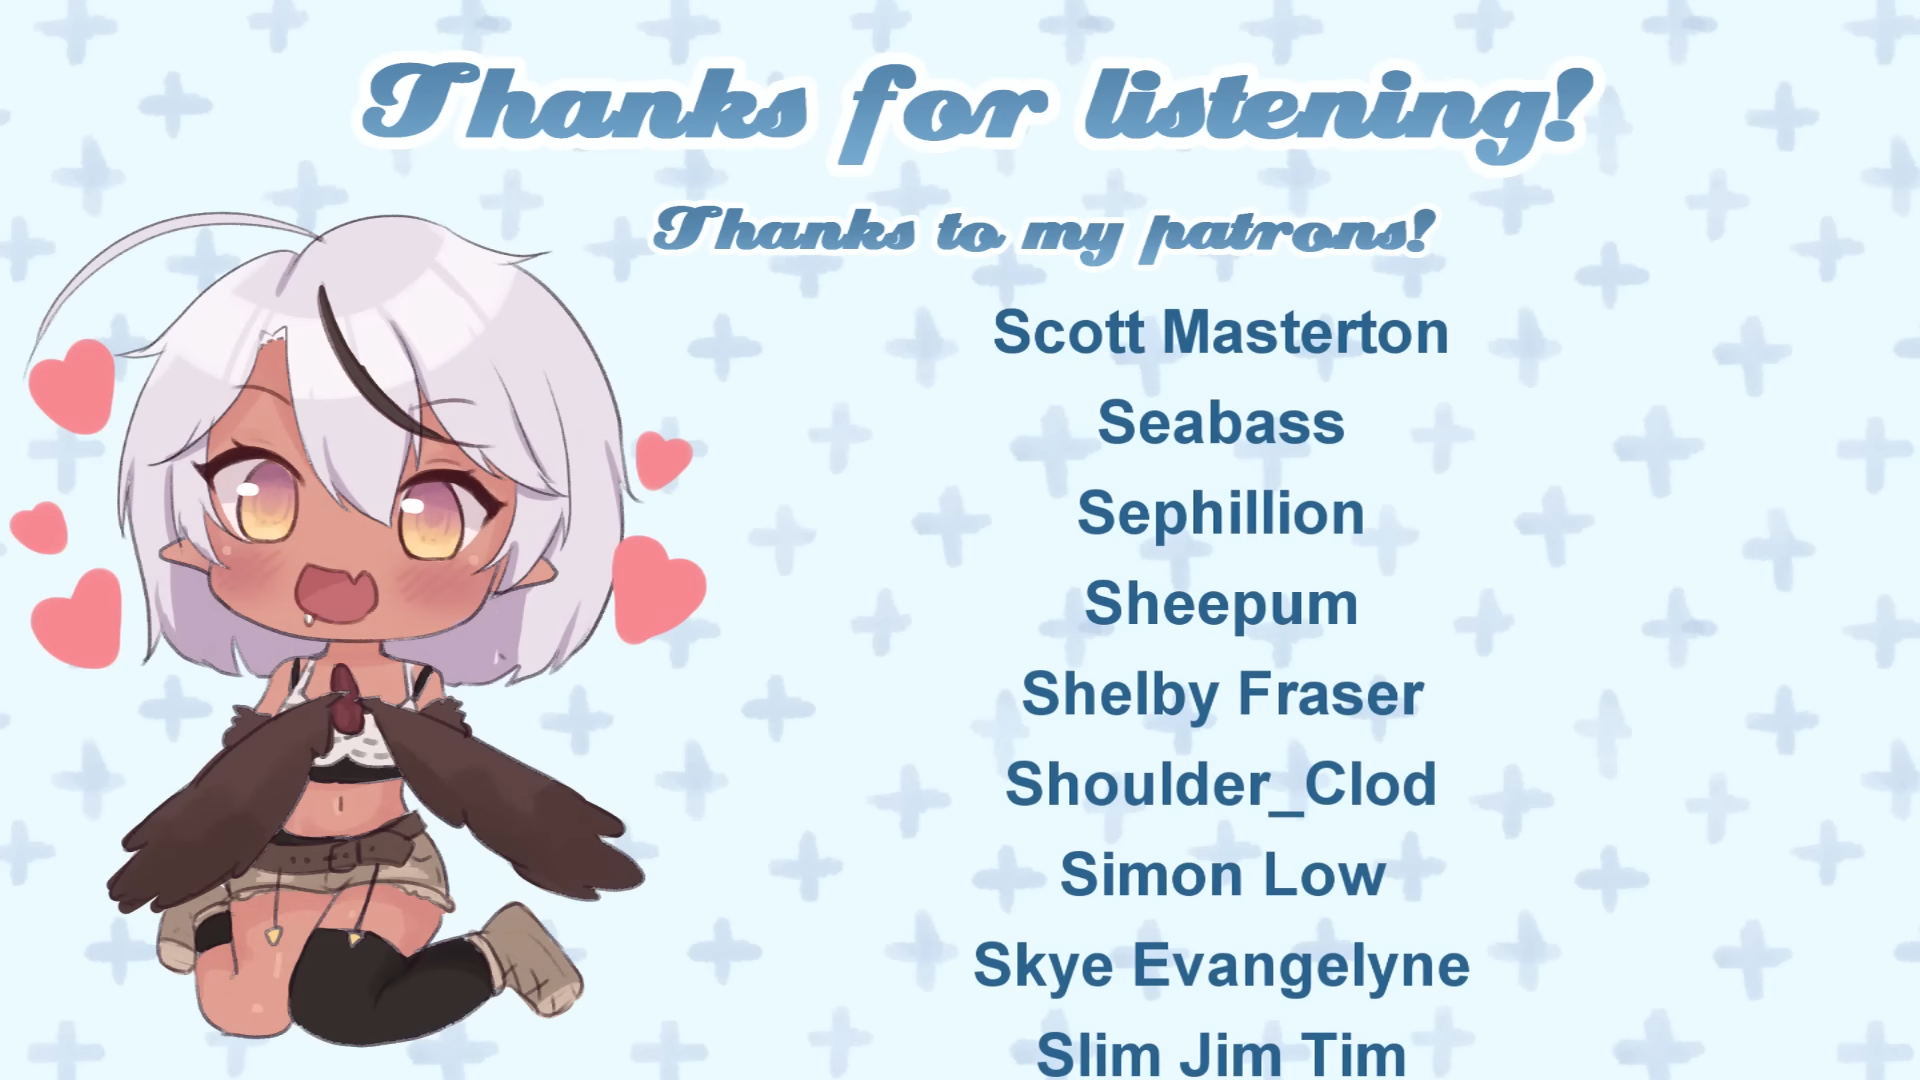 Thanks for listening!
Thanks to my patrons!
Scott Masterton
Seabass
Sephillion
Sheepum
Shelby Fraser
Shoulder_Clod
Simon Low
Skye Evangelyne
Slim Jim Tim